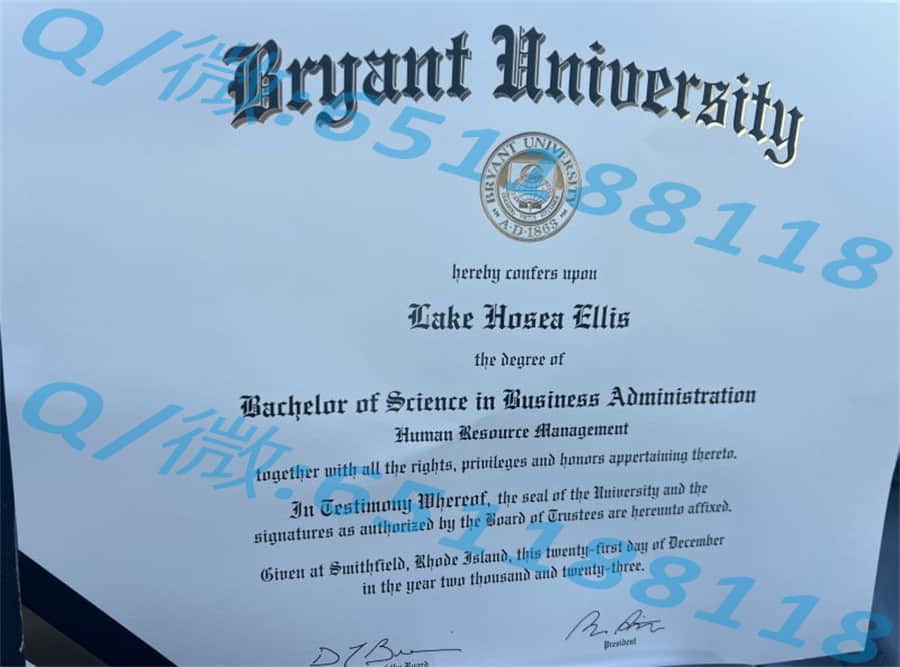 Q/微:651188118
Bryant University
BRYANT UNIVERSITY
A·D·1863
hereby confers upon
Lake Hosea Ellis
the degree of
Bachelor of Science in Business Administration
Human Resource Management
together with all the rights, privileges and honors appertaining thereto.
Q/微:651188118
In Testimony Whereof, the seal of the University and the
signatures as authorized by the Board of Trustees are hereunto affixed.
Given at Smithfield, Rhode Island, this twenty-first day of December
in the year two thousand and twenty-three.
President
of the Board